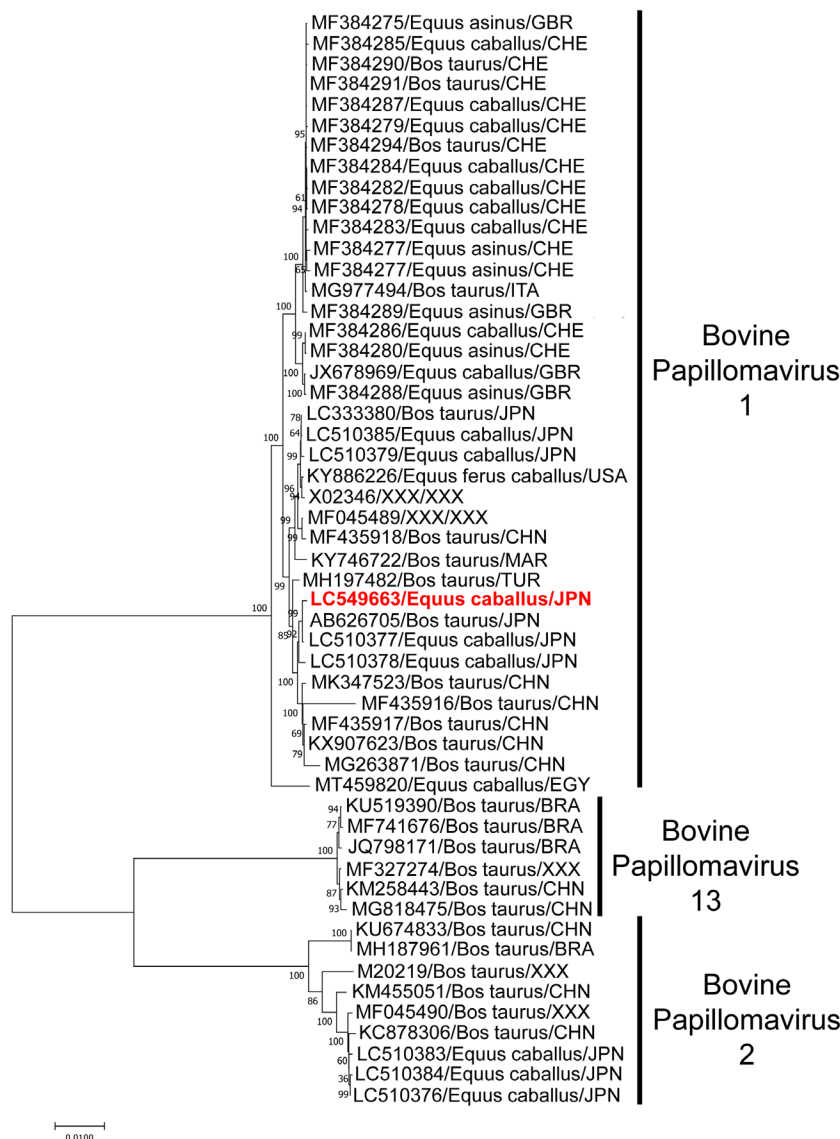 MF384275/Equus asinus/GBR
MF384285/Equus caballus/CHE
MF384290/Bos taurus/CHE
MF384291/Bos taurus/CHE
MF384287/Equus caballus/CHE
MF384279/Equus caballus/CHE
95
MF384294/Bos taurus/CHE
MF384284/Equus caballus/CHE
MF384282/Equus caballus/CHE
61
MF384278/Equus caballus/CHE
94
MF384283/Equus caballus/CHE
MF384277/Equus asinus/CHE
100
MF384277/Equus asinus/CHE
65
MG977494/Bos taurus/ITA
100
MF384289/Equus asinus/GBR
MF384286/Equus caballus/CHE
99
MF384280/Equus asinus/CHE
JX678969/Equus caballus/GBR
100
MF384288/Equus asinus/GBR
100
Bovine
Papillomavirus
1
LC333380/Bos taurus/JPN
78
LC510385/Equus caballus/JPN
64
100
LC510379/Equus caballus/JPN
99
KY886226/Equus ferus caballus/USA
96
X02346/XXX/XXX
94
MF045489/XXX/XXX
99
MF435918/Bos taurus/CHN
99
KY746722/Bos taurus/MAR
MH197482/Bos taurus/TUR
99
LC549663/Equus caballus/JPN
100
99
AB626705/Bos taurus/JPN
85
92
LC510377/Equus caballus/JPN
LC510378/Equus caballus/JPN
MK347523/Bos taurus/CHN
100
MF435916/Bos taurus/CHN
100
MF435917/Bos taurus/CHN
69
KX907623/Bos taurus/CHN
79
MG263871/Bos taurus/CHN
MT459820/Equus caballus/EGY
KU519390/Bos taurus/BRA
94
MF741676/Bos taurus/BRA
77
JQ798171/Bos taurus/BRA
100
MF327274/Bos taurus/XXX
KM258443/Bos taurus/CHN
87
MG818475/Bos taurus/CHN
93
Bovine
Papillomavirus
13
KU674833/Bos taurus/CHN
100
MH187961/Bos taurus/BRA
M20219/Bos taurus/XXX
100
KM455051/Bos taurus/CHN
86
MF045490/Bos taurus/XXX
100
KC878306/Bos taurus/CHN
100
LC510383/Equus caballus/JPN
60
LC510384/Equus caballus/JPN
36
LC510376/Equus caballus/JPN
99
Bovine
Papillomavirus
2
0.0100